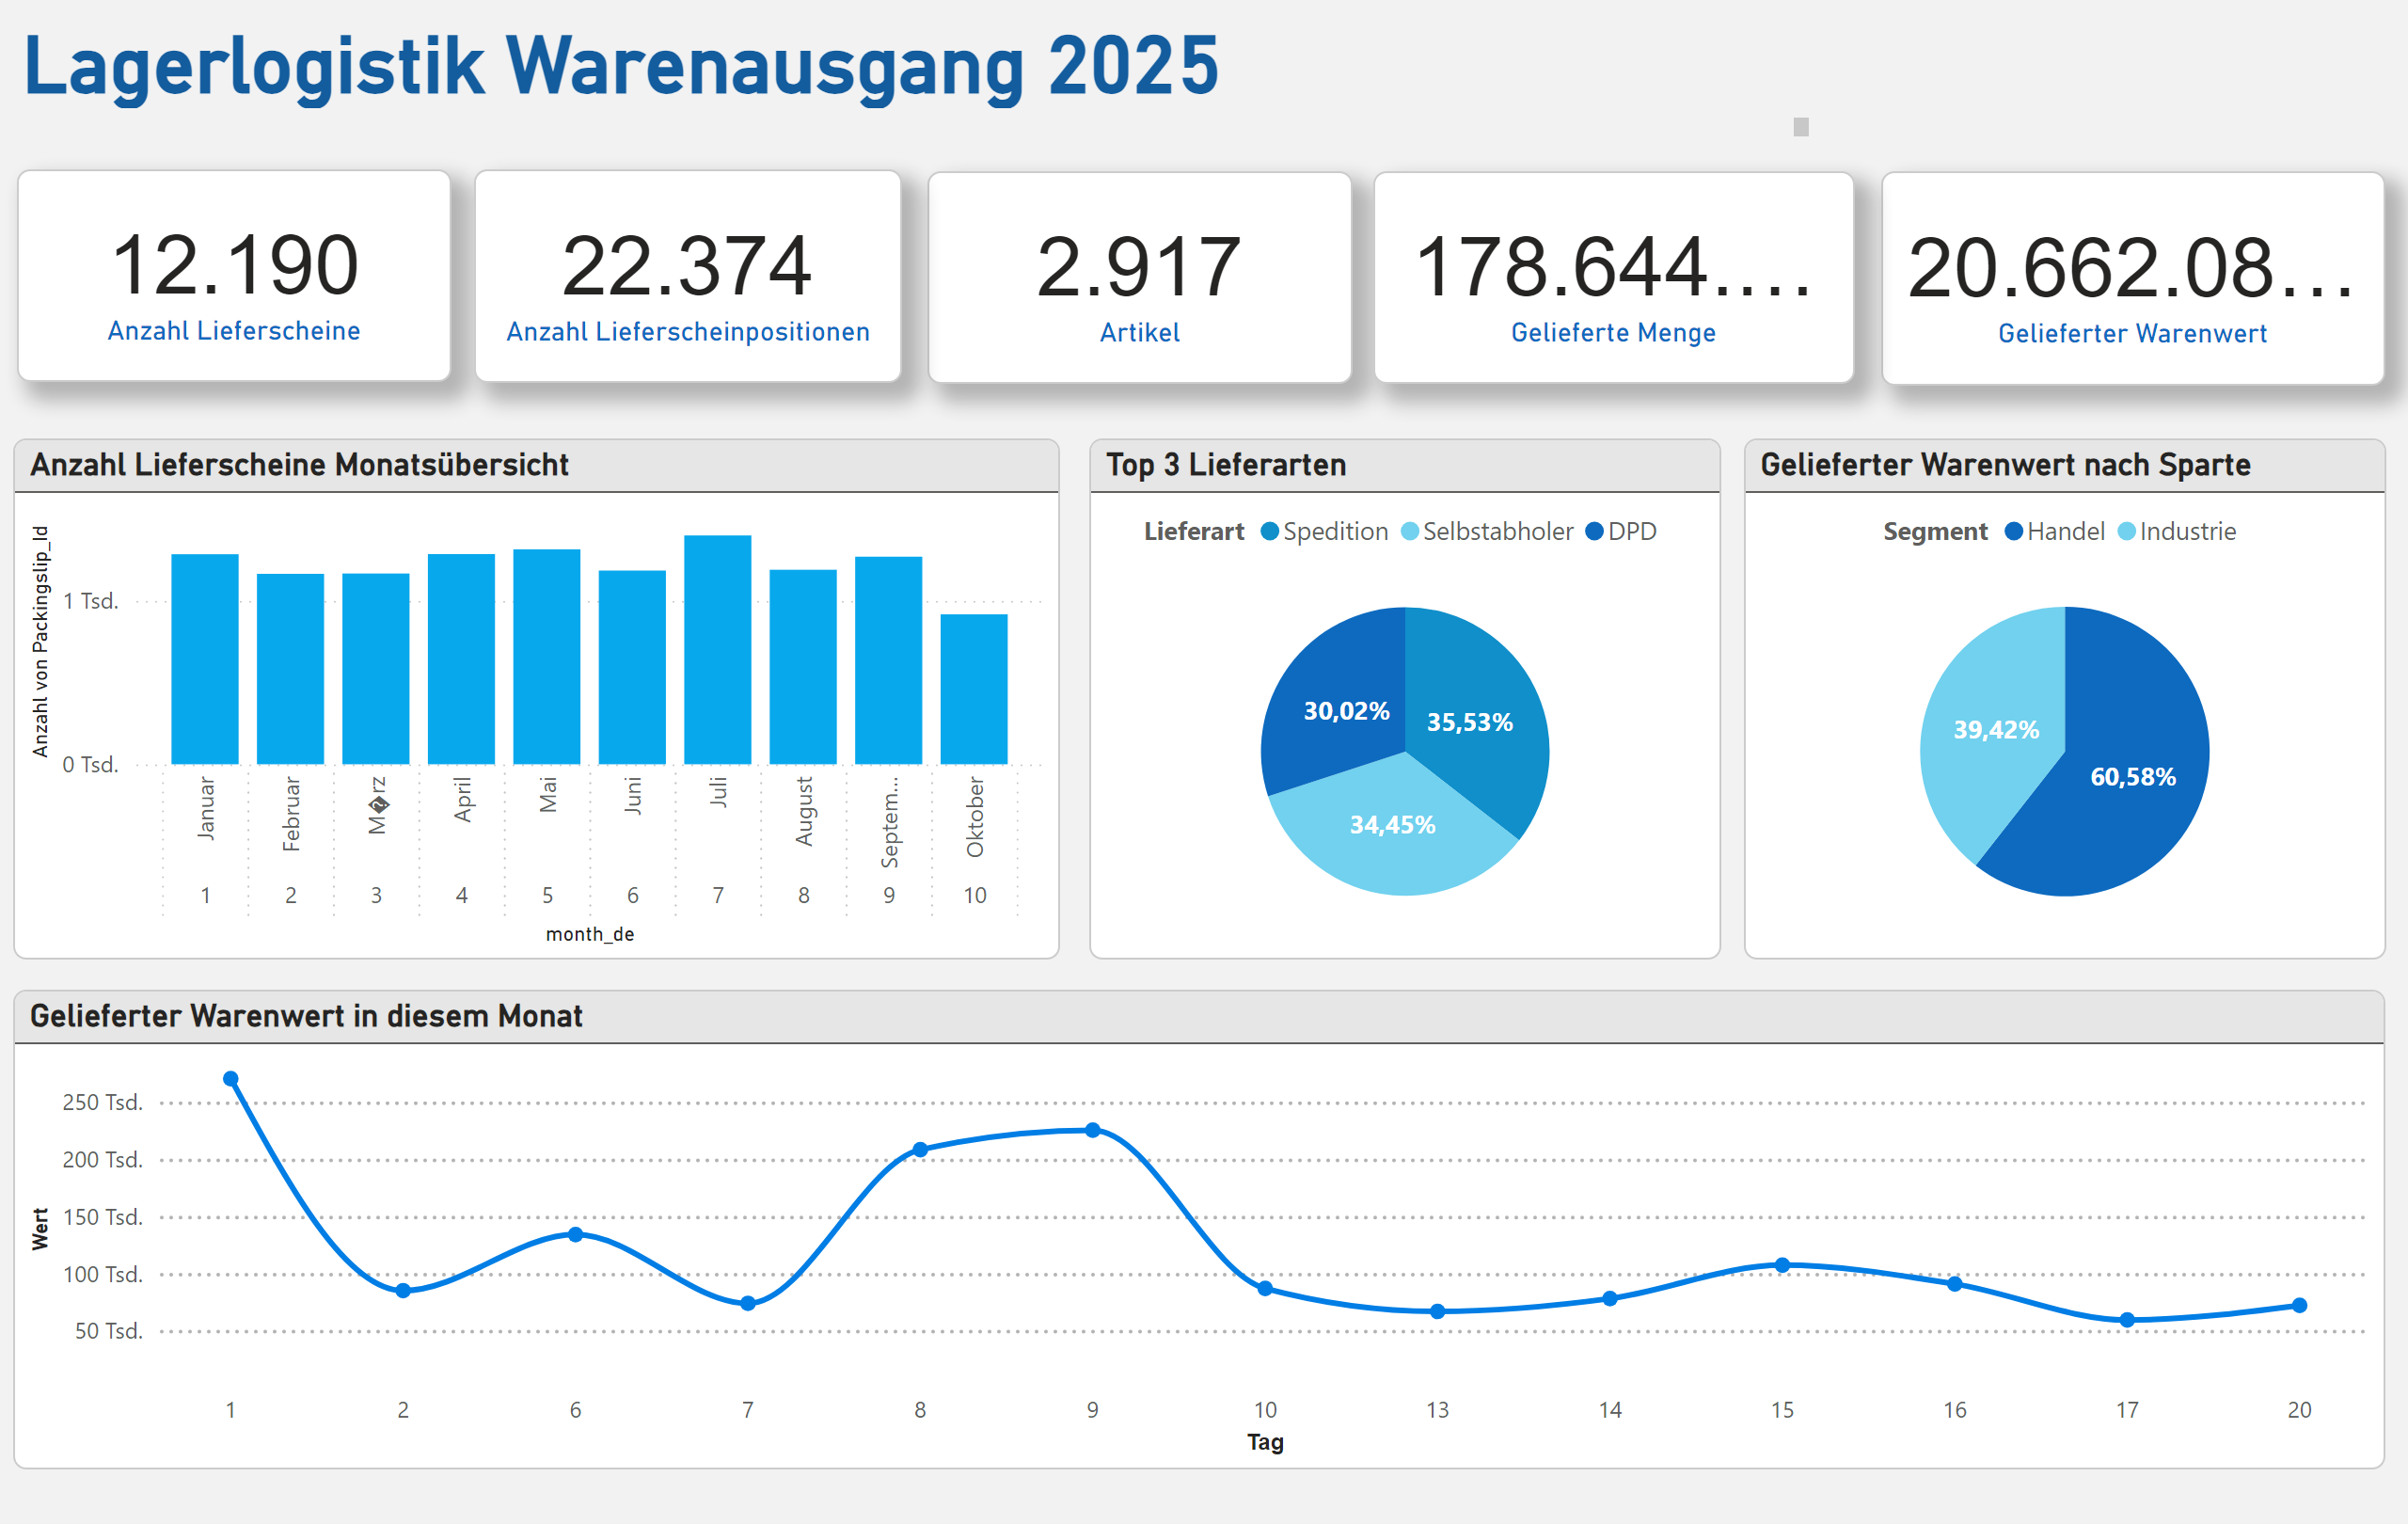 Lagerlogistik Warenausgang 2025
12.190
Anzahl Lieferscheine
22.374
Anzahl Lieferscheinpositionen
2.917
Artikel
178.644....
Gelieferte Menge
20.662.08...
Gelieferter Warenwert
Anzahl Lieferscheine Monatsübersicht
Anzahl von Packingslip_Id
1 Tsd.
0 Tsd.
Januar
Februar
M�rz
April
Mai
Juni
Juli
August
Septem...
Oktober
1 2 3 4 5 6 7 8 9 10
month_de
Top 3 Lieferarten
Lieferart Spedition Selbstabholer DPD
30,02%
35,53%
34,45%
Gelieferter Warenwert nach Sparte
Segment Handel Industrie
39,42%
60,58%
Gelieferter Warenwert in diesem Monat
Wert
250 Tsd.
200 Tsd.
150 Tsd.
100 Tsd.
50 Tsd.
1 2 6 7 8 9 10 13 14 15 16 17 20
Tag